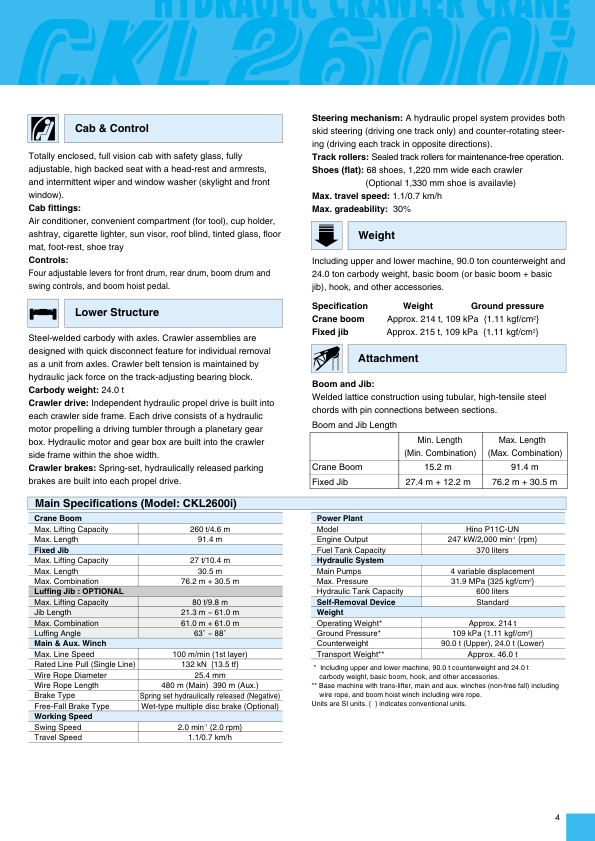 HYDRAULIC CRAWLER CRANE
CKL2600i
Cab & Control
Totally enclosed, full vision cab with safety glass, fully
adjustable, high backed seat with a head-rest and armrests,
and intermittent wiper and window washer (skylight and front
window).
Cab fittings:
Air conditioner, convenient compartment (for tool), cup holder,
ashtray, cigarette lighter, sun visor, roof blind, tinted glass, floor
mat, foot-rest, shoe tray
Controls:
Four adjustable levers for front drum, rear drum, boom drum and
swing controls, and boom hoist pedal.
Lower Structure
Steel-welded carbody with axles. Crawler assemblies are
designed with quick disconnect feature for individual removal
as a unit from axles. Crawler belt tension is maintained by
hydraulic jack force on the track-adjusting bearing block.
Carbody weight: 24.0 t
Crawler drive: Independent hydraulic propel drive is built into
each crawler side frame. Each drive consists of a hydraulic
motor propelling a driving tumbler through a planetary gear
box. Hydraulic motor and gear box are built into the crawler
side frame within the shoe width.
Crawler brakes: Spring-set, hydraulically released parking
brakes are built into each propel drive.
Steering mechanism: A hydraulic propel system provides both
skid steering (driving one track only) and counter-rotating steer-
ing (driving each track in opposite directions).
Track rollers: Sealed track rollers for maintenance-free operation.
Shoes (flat): 68 shoes, 1,220 mm wide each crawler
(Optional 1,330 mm shoe is availavle)
Max. travel speed: 1.1/0.7 km/h
Max. gradeability: 30%
Weight
Including upper and lower machine, 90.0 ton counterweight and
24.0 ton carbody weight, basic boom (or basic boom + basic
jib), hook, and other accessories.
Specification Weight Ground pressure
Crane boom Approx. 214 t, 109 kPa {1.11 kgf/cm²}
Fixed jib Approx. 215 t, 109 kPa {1.11 kgf/cm²}
Attachment
Boom and Jib:
Welded lattice construction using tubular, high-tensile steel
chords with pin connections between sections.
Boom and Jib Length
Min. Length Max. Length
(Min. Combination) (Max. Combination)
Crane Boom 15.2 m 91.4 m
Fixed Jib 27.4 m + 12.2 m 76.2 m + 30.5 m
Main Specifications (Model: CKL2600i)
Crane Boom
Max. Lifting Capacity 260 t/4.6 m
Max. Length 91.4 m
Fixed Jib
Max. Lifting Capacity 27 t/10.4 m
Max. Length 30.5 m
Max. Combination 76.2 m + 30.5 m
Luffing Jib : OPTIONAL
Max. Lifting Capacity 80 t/9.8 m
Jib Length 21.3 m ~ 61.0 m
Max. Combination 61.0 m + 61.0 m
Luffing Angle 63˚ ~ 88˚
Main & Aux. Winch
Max. Line Speed 100 m/min (1st layer)
Rated Line Pull (Single Line) 132 kN {13.5 tf}
Wire Rope Diameter 25.4 mm
Wire Rope Length 480 m (Main) 390 m (Aux.)
Brake Type Spring set hydraulically released (Negative)
Free-Fall Brake Type Wet-type multiple disc brake (Optional)
Working Speed
Swing Speed 2.0 min⁻¹ {2.0 rpm}
Travel Speed 1.1/0.7 km/h
Power Plant
Model Hino P11C-UN
Engine Output 247 kW/2,000 min⁻¹ {rpm}
Fuel Tank Capacity 370 liters
Hydraulic System
Main Pumps 4 variable displacement
Max. Pressure 31.9 MPa {325 kgf/cm²}
Hydraulic Tank Capacity 600 liters
Self-Removal Device Standard
Weight
Operating Weight* Approx. 214 t
Ground Pressure* 109 kPa {1.11 kgf/cm²}
Counterweight 90.0 t (Upper), 24.0 t (Lower)
Transport Weight** Approx. 46.0 t
* Including upper and lower machine, 90.0 t counterweight and 24.0 t
carbody weight, basic boom, hook, and other accessories.
** Base machine with trans-lifter, main and aux. winches (non-free fall) including
wire rope, and boom hoist winch including wire rope.
Units are SI units. { } indicates conventional units.
4